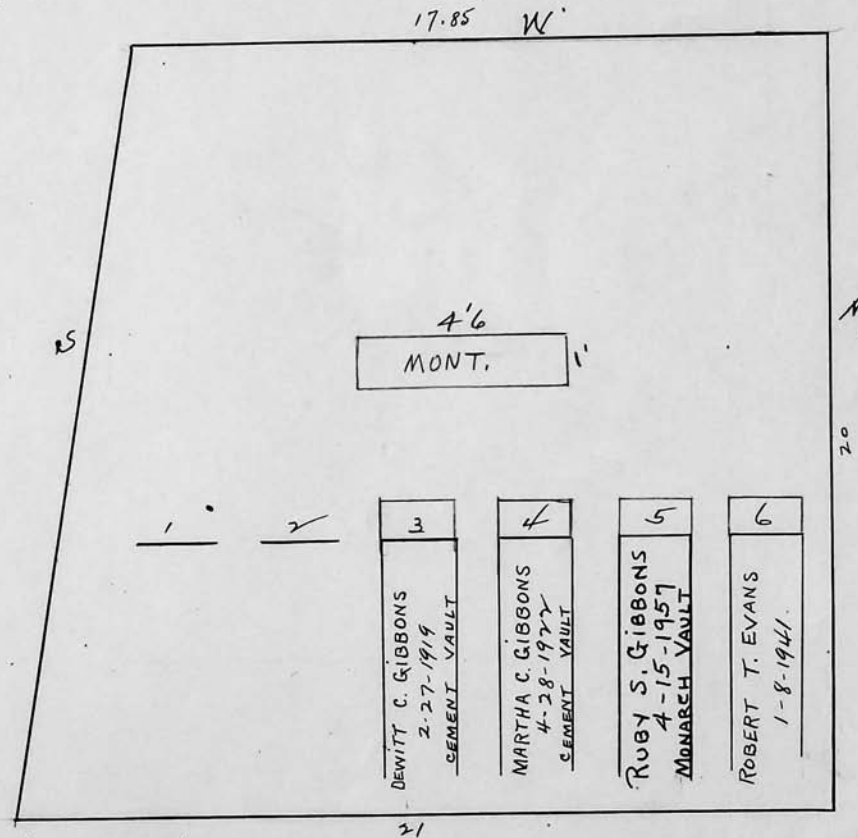 17.85 W
S
N
20
4'6
MONT.
1'
1
2
3
DEWITT C. GIBBONS
2-27-1919
CEMENT VAULT
4
MARTHA C. GIBBONS
4-28-1922
CEMENT VAULT
5
RUBY S. GIBBONS
4-15-1957
MONARCH VAULT
6
ROBERT T. EVANS
1-8-1941.
21